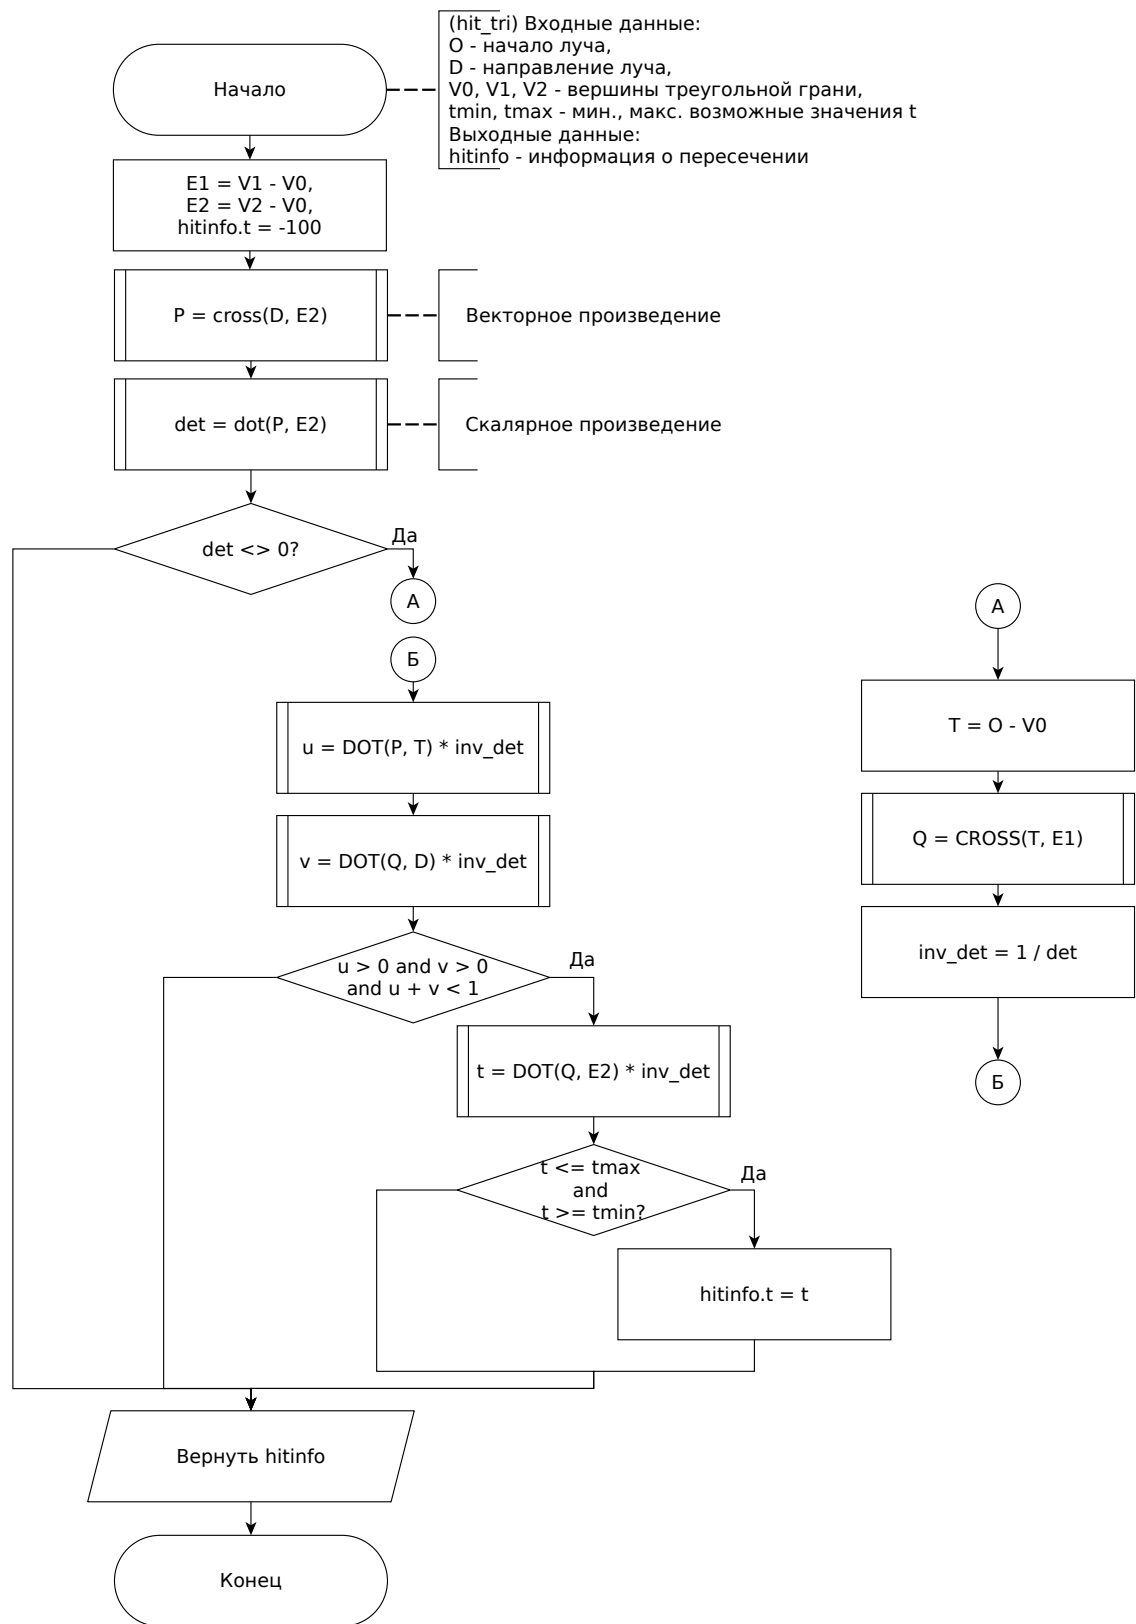 (hit_tri) Входные данные:
O - начало луча,
D - направление луча,
V0, V1, V2 - вершины треугольной грани,
tmin, tmax - мин., макс. возможные значения t
Выходные данные:
hitinfo - информация о пересечении
Начало
E1 = V1 - V0,
E2 = V2 - V0,
hitinfo.t = -100
P = cross(D, E2)
Векторное произведение
det = dot(P, E2)
Скалярное произведение
det <> 0?
Да
А
Б
u = DOT(P, T) * inv_det
v = DOT(Q, D) * inv_det
u > 0 and v > 0
and u + v < 1
Да
t = DOT(Q, E2) * inv_det
t <= tmax
and
t >= tmin?
Да
hitinfo.t = t
Вернуть hitinfo
Конец
А
T = O - V0
Q = CROSS(T, E1)
inv_det = 1 / det
Б